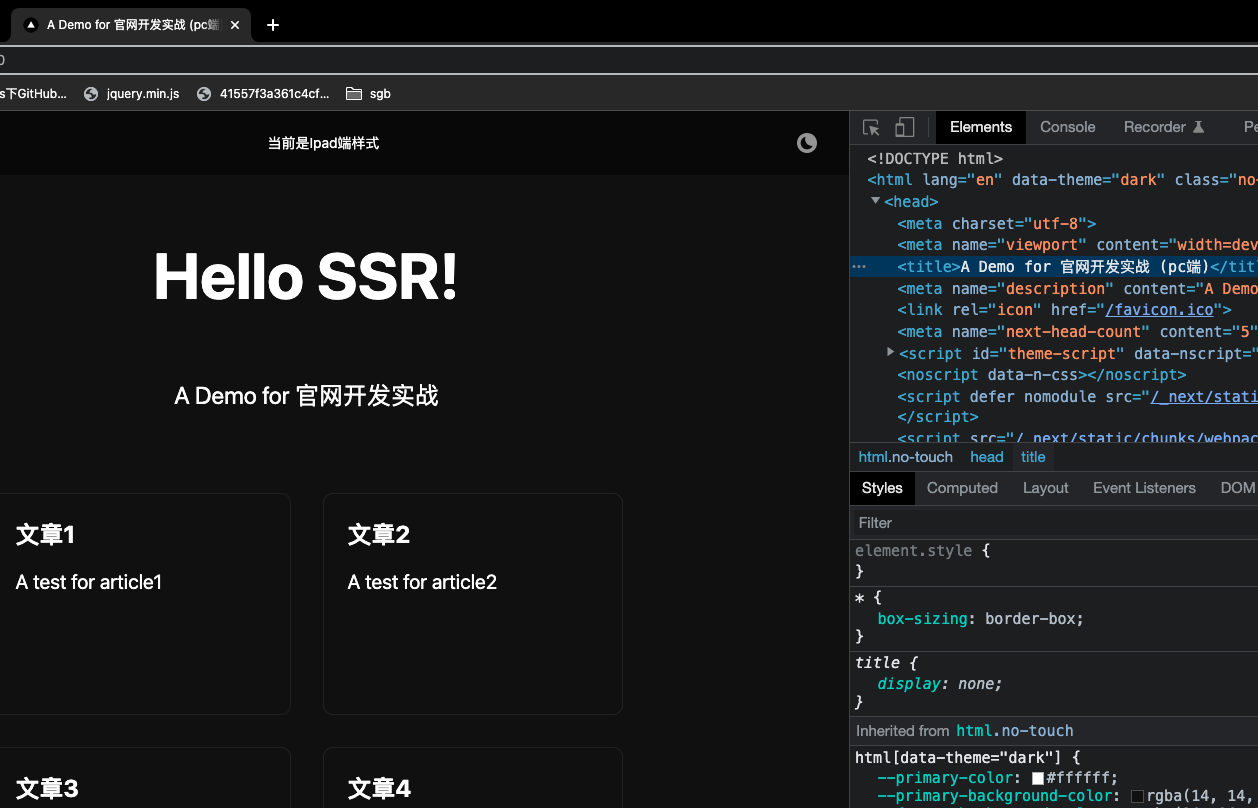 A Demo for 官网开发实战 (pc端
s下GitHub...
jquery.min.js
41557f3a361c4cf...
sgb
当前是Ipad端样式
Hello SSR!
A Demo for 官网开发实战
文章1
A test for article1
文章2
A test for article2
文章3
文章4
Elements
Console
Recorder
Pe
<!DOCTYPE html>
<html lang="en" data-theme="dark" class="no-
<head>
<meta charset="utf-8">
<meta name="viewport" content="width=dev
<title>A Demo for 官网开发实战 (pc端)</titl
<meta name="description" content="A Demo
<link rel="icon" href="/favicon.ico">
<meta name="next-head-count" content="5"
<script id="theme-script" data-nscript="
<noscript data-n-css></noscript>
<script defer nomodule src="/_next/stati
</script>
<script src="/_next/static/chunks/webpac
html.no-touch
head
title
Styles
Computed
Layout
Event Listeners
DOM
Filter
element.style {
}
* {
box-sizing: border-box;
}
title {
display: none;
}
Inherited from html.no-touch
html[data-theme="dark"] {
--primary-color: #ffffff;
--primary-background-color: rgba(14, 14,